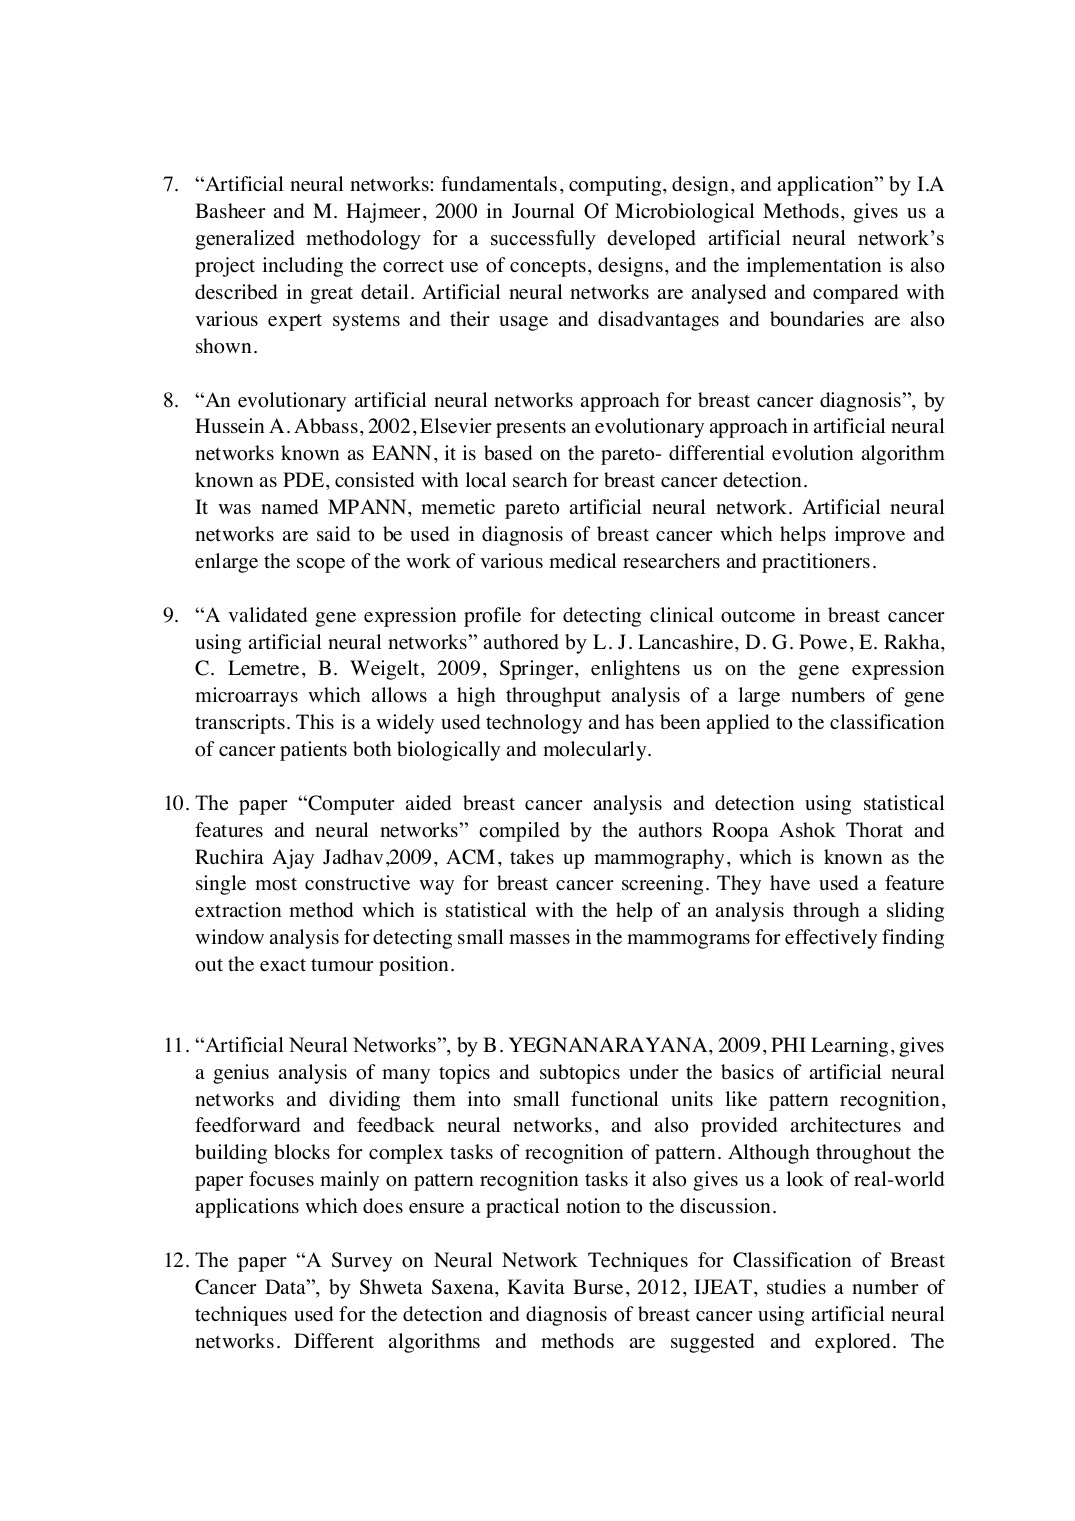 7. “Artificial neural networks: fundamentals, computing, design, and application” by I.A
Basheer and M. Hajmeer, 2000 in Journal Of Microbiological Methods, gives us a
generalized methodology for a successfully developed artificial neural network’s
project including the correct use of concepts, designs, and the implementation is also
described in great detail. Artificial neural networks are analysed and compared with
various expert systems and their usage and disadvantages and boundaries are also
shown.
8. “An evolutionary artificial neural networks approach for breast cancer diagnosis”, by
Hussein A. Abbass, 2002, Elsevier presents an evolutionary approach in artificial neural
networks known as EANN, it is based on the pareto- differential evolution algorithm
known as PDE, consisted with local search for breast cancer detection.
It was named MPANN, memetic pareto artificial neural network. Artificial neural
networks are said to be used in diagnosis of breast cancer which helps improve and
enlarge the scope of the work of various medical researchers and practitioners.
9. “A validated gene expression profile for detecting clinical outcome in breast cancer
using artificial neural networks” authored by L. J. Lancashire, D. G. Powe, E. Rakha,
C. Lemetre, B. Weigelt, 2009, Springer, enlightens us on the gene expression
microarrays which allows a high throughput analysis of a large numbers of gene
transcripts. This is a widely used technology and has been applied to the classification
of cancer patients both biologically and molecularly.
10. The paper “Computer aided breast cancer analysis and detection using statistical
features and neural networks” compiled by the authors Roopa Ashok Thorat and
Ruchira Ajay Jadhav,2009, ACM, takes up mammography, which is known as the
single most constructive way for breast cancer screening. They have used a feature
extraction method which is statistical with the help of an analysis through a sliding
window analysis for detecting small masses in the mammograms for effectively finding
out the exact tumour position.
11. “Artificial Neural Networks”, by B. YEGNANARAYANA, 2009, PHI Learning, gives
a genius analysis of many topics and subtopics under the basics of artificial neural
networks and dividing them into small functional units like pattern recognition,
feedforward and feedback neural networks, and also provided architectures and
building blocks for complex tasks of recognition of pattern. Although throughout the
paper focuses mainly on pattern recognition tasks it also gives us a look of real-world
applications which does ensure a practical notion to the discussion.
12. The paper “A Survey on Neural Network Techniques for Classification of Breast
Cancer Data”, by Shweta Saxena, Kavita Burse, 2012, IJEAT, studies a number of
techniques used for the detection and diagnosis of breast cancer using artificial neural
networks. Different algorithms and methods are suggested and explored. The